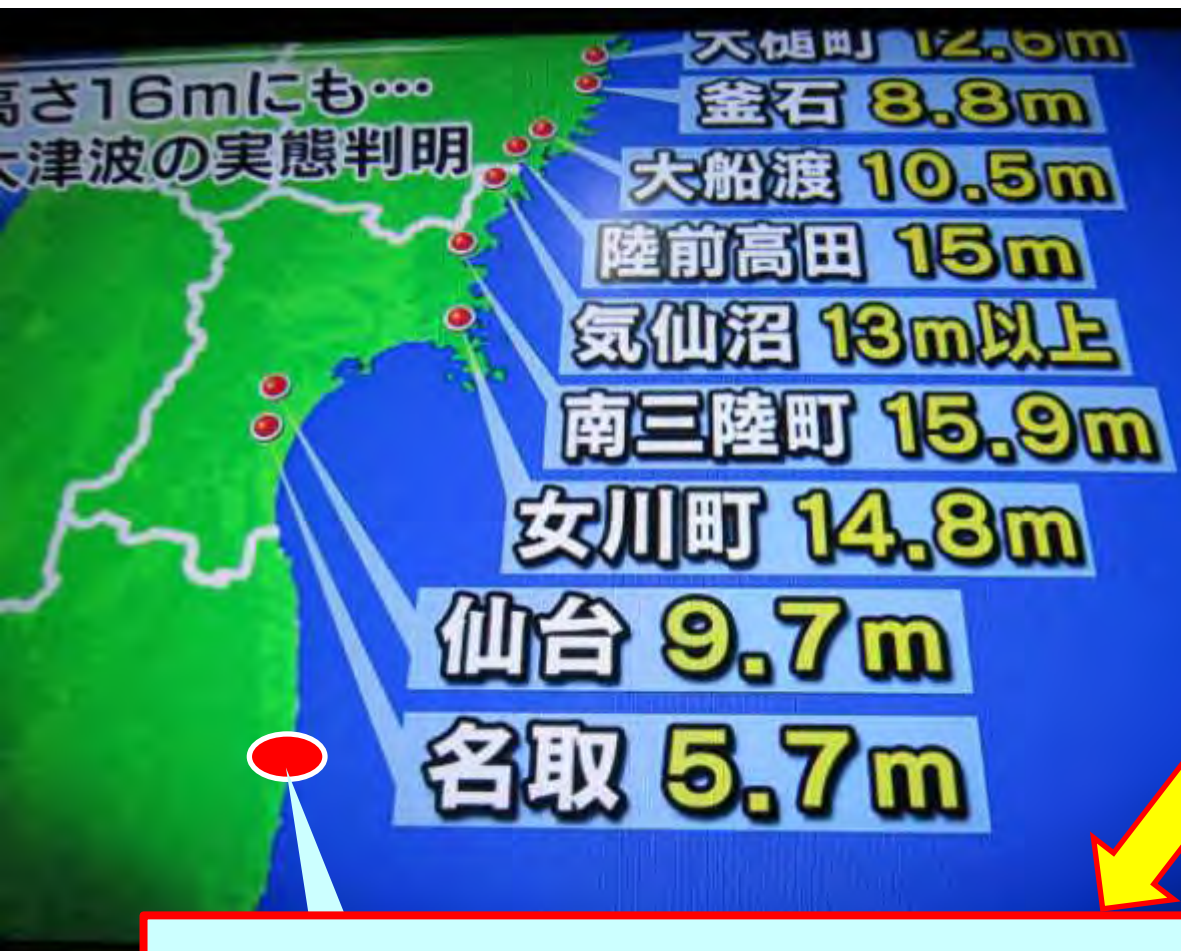 高さ16mにも…
大津波の実態判明
大槌町 12.6m
釜石 8.8m
大船渡 10.5m
陸前高田 15m
気仙沼 13m以上
南三陸町 15.9m
女川町 14.8m
仙台 9.7m
名取 5.7m